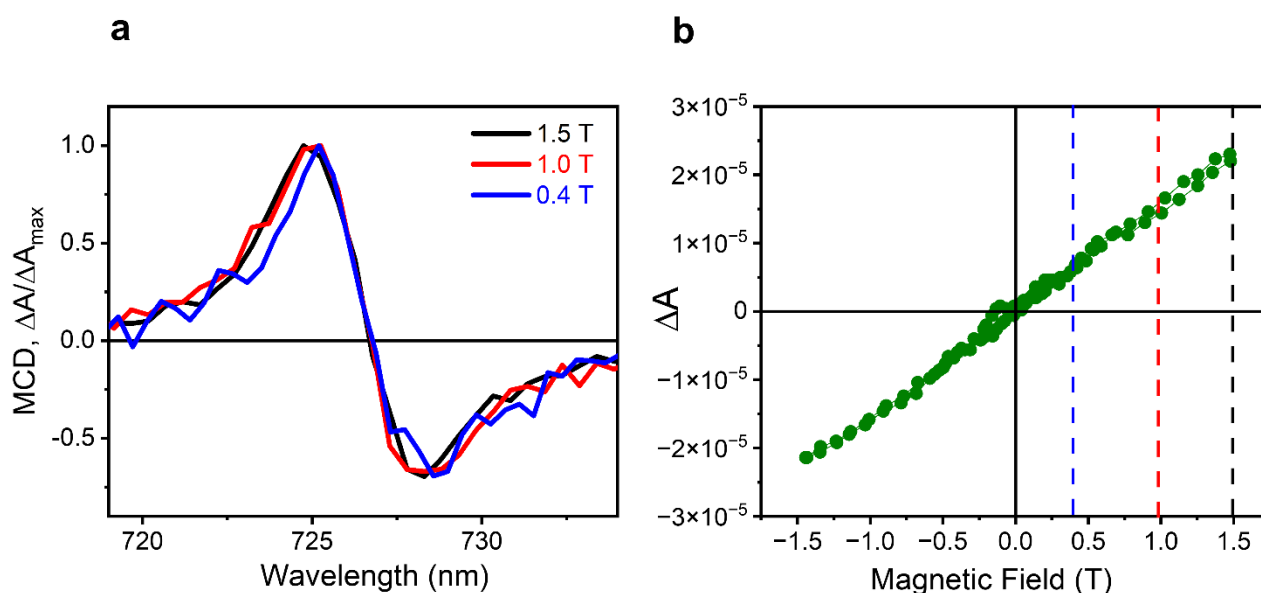 a
MCD, ΔA/ΔA_max
1.0
0.5
0.0
-0.5
1.5 T
1.0 T
0.4 T
720
725
730
Wavelength (nm)
b
ΔA
3×10⁻⁵
2×10⁻⁵
1×10⁻⁵
0
−1×10⁻⁵
−2×10⁻⁵
−3×10⁻⁵
−1.5 −1.0 −0.5 0.0 0.5 1.0 1.5
Magnetic Field (T)